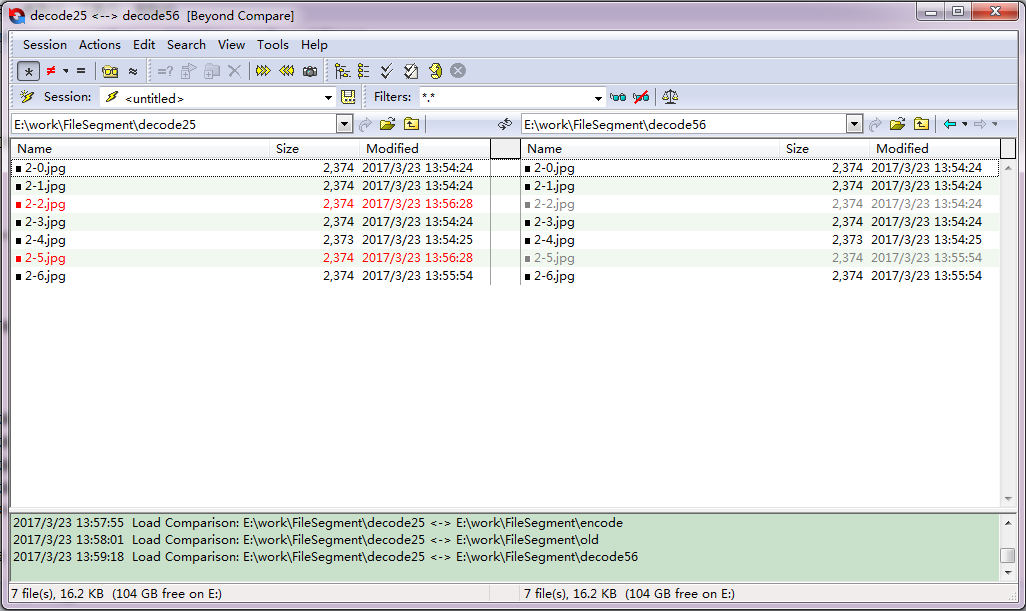 decode25 <--> decode56 [Beyond Compare]
Session Actions Edit Search View Tools Help
Session: <untitled> Filters: *.*
E:\work\FileSegment\decode25 E:\work\FileSegment\decode56
Name Size Modified Name Size Modified
2-0.jpg 2,374 2017/3/23 13:54:24 2-0.jpg 2,374 2017/3/23 13:54:24
2-1.jpg 2,374 2017/3/23 13:54:24 2-1.jpg 2,374 2017/3/23 13:54:24
2-2.jpg 2,374 2017/3/23 13:56:28 2-2.jpg 2,374 2017/3/23 13:54:24
2-3.jpg 2,374 2017/3/23 13:54:24 2-3.jpg 2,374 2017/3/23 13:54:24
2-4.jpg 2,373 2017/3/23 13:54:25 2-4.jpg 2,373 2017/3/23 13:54:25
2-5.jpg 2,374 2017/3/23 13:56:28 2-5.jpg 2,374 2017/3/23 13:55:54
2-6.jpg 2,374 2017/3/23 13:55:54 2-6.jpg 2,374 2017/3/23 13:55:54
2017/3/23 13:57:55 Load Comparison: E:\work\FileSegment\decode25 <-> E:\work\FileSegment\encode
2017/3/23 13:58:01 Load Comparison: E:\work\FileSegment\decode25 <-> E:\work\FileSegment\old
2017/3/23 13:59:18 Load Comparison: E:\work\FileSegment\decode25 <-> E:\work\FileSegment\decode56
7 file(s), 16.2 KB (104 GB free on E:) 7 file(s), 16.2 KB (104 GB free on E:)